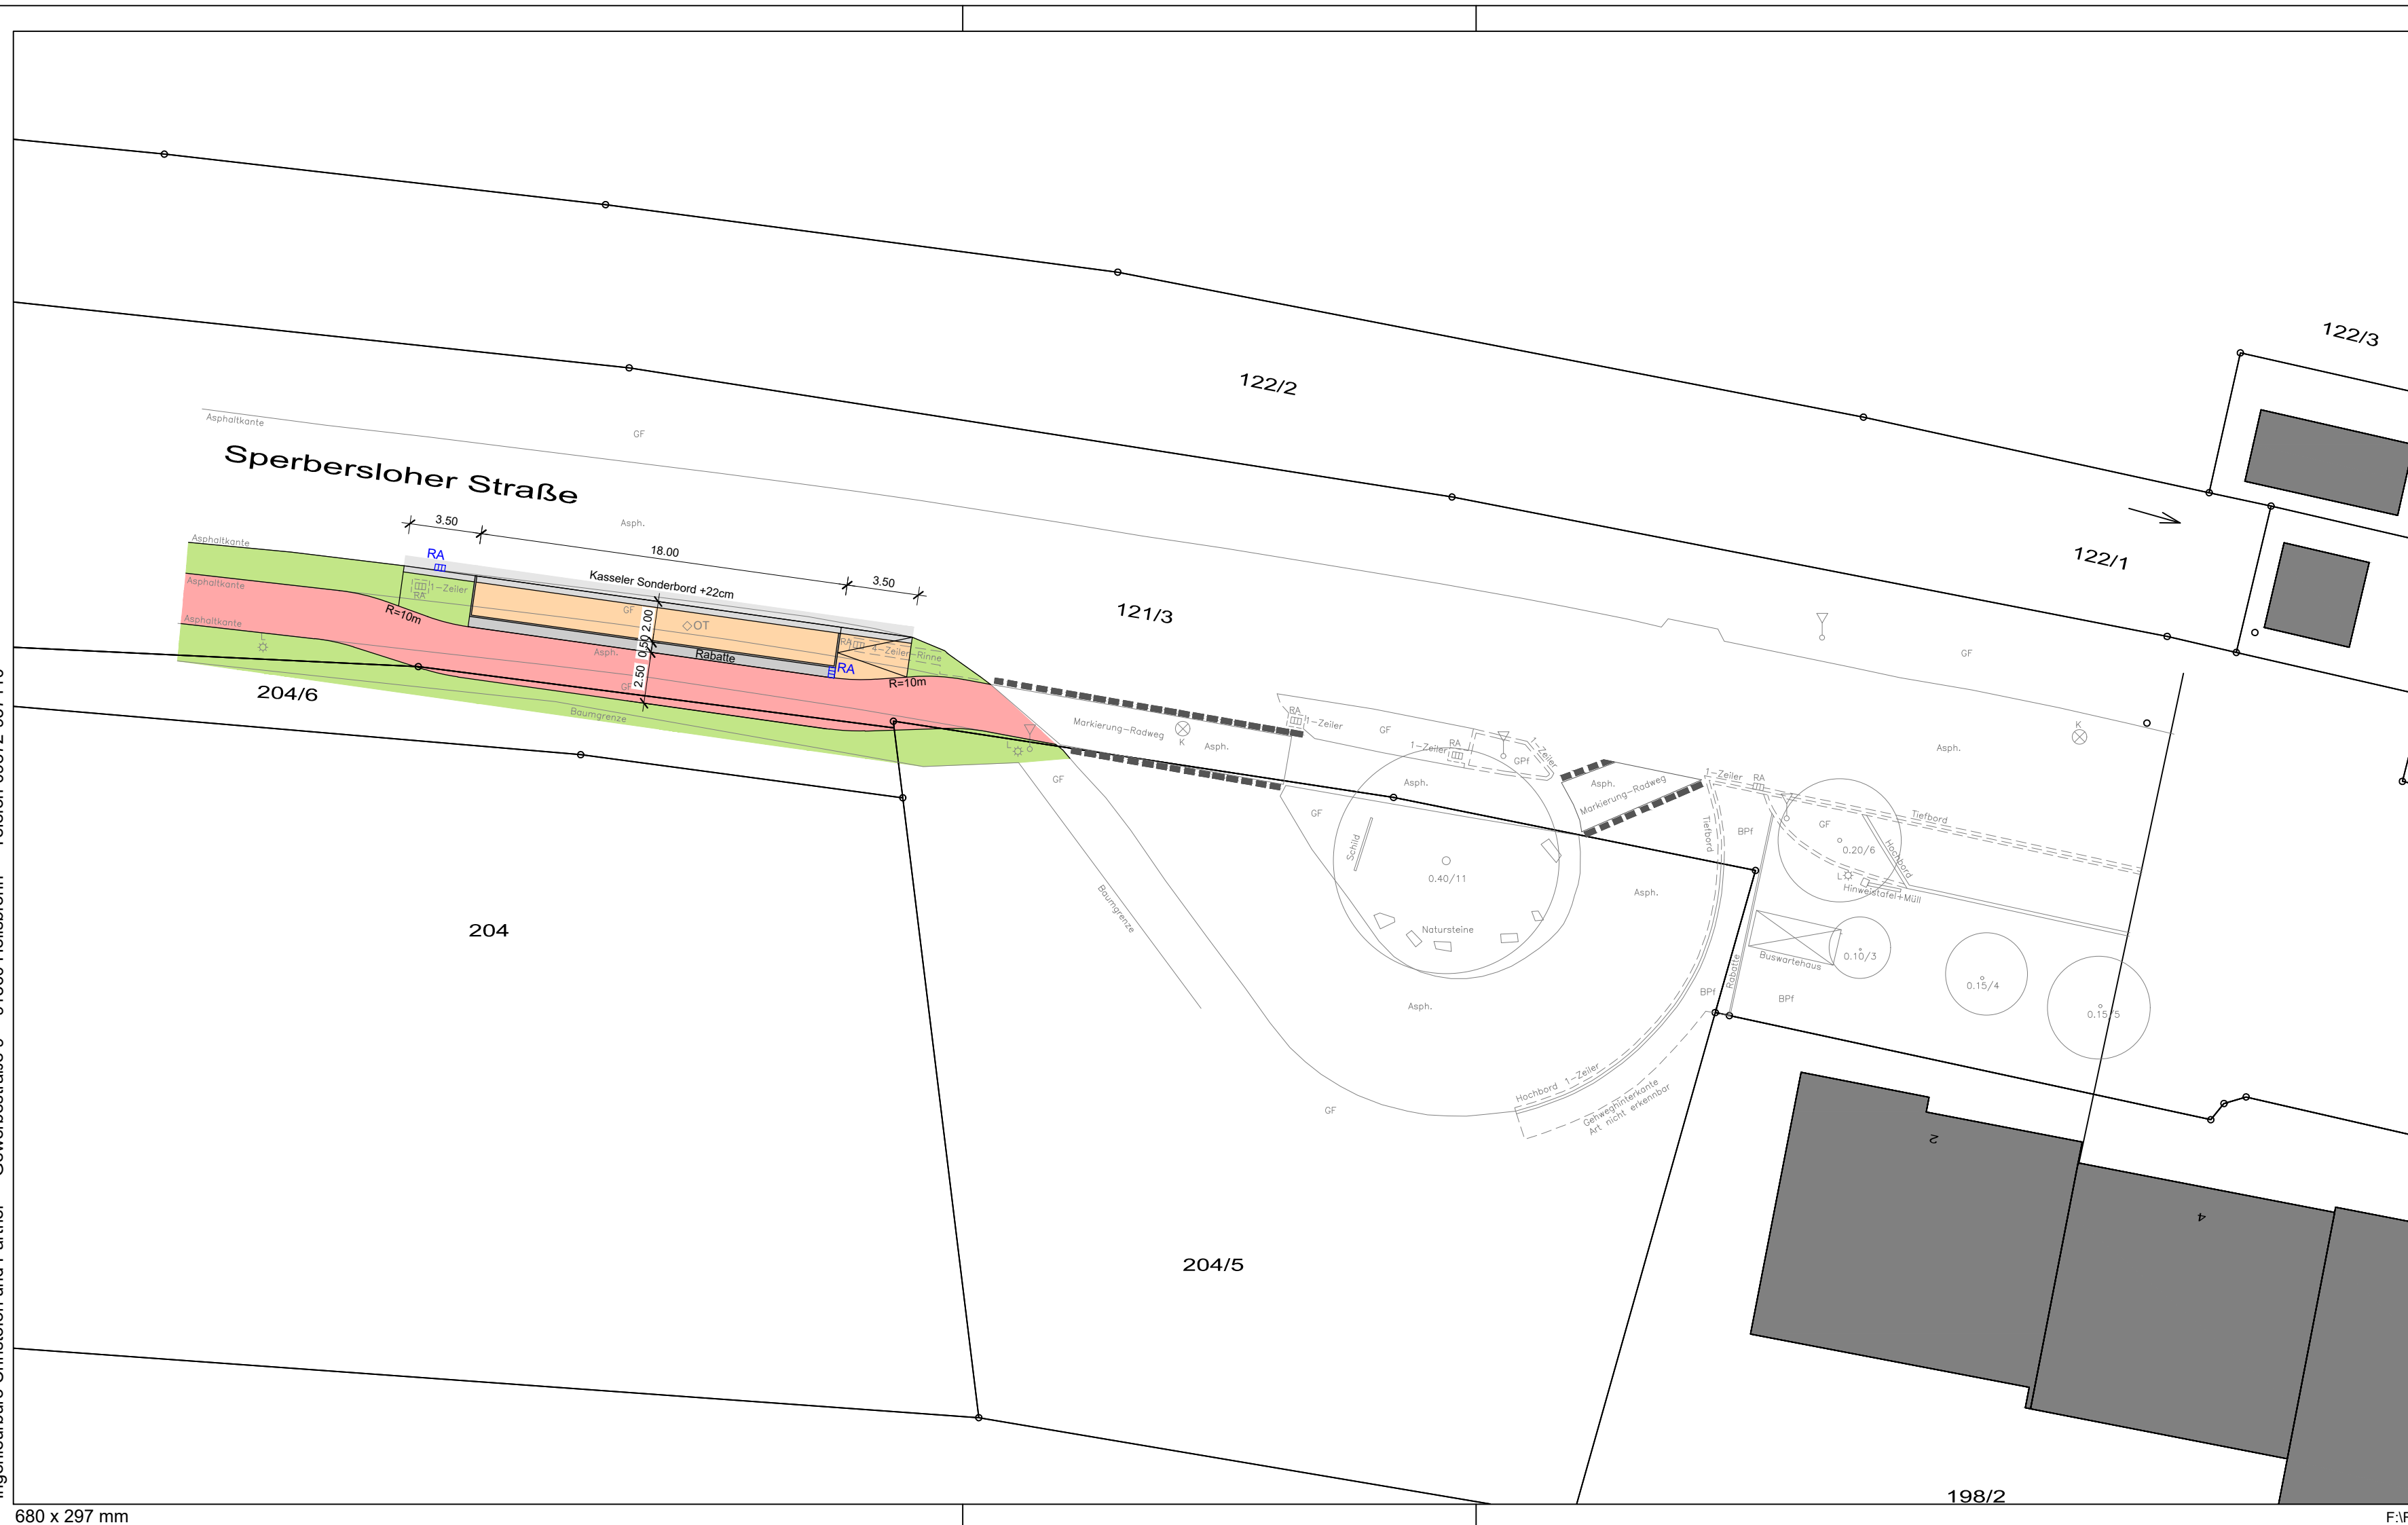 122/3
122/2
Asphaltkante
GF
Sperbersloher Straße
3.50
Asph.
18.00
122/1
Asphaltkante
RA
Kasseler Sonderbord +22cm
3.50
Asphaltkante
1-Zeiler
RA
R=10m
GF
2.00
OT
121/3
Asphaltkante
L
Asph.
0.50
Rabatte
RA
4-Zeiler-Rinne
RA
GF
204/6
GF
2.50
R=10m
Baumgrenze
L
Markierung-Radweg
K
Asph.
RA
1-Zeiler
GF
RA
1-Zeiler
1-Zeiler
GPf
K
Asph.
GF
Asph.
Asph.
Markierung-Radweg
1-Zeiler
RA
GF
Tiefbord
BPf
GF
Tiefbord
Schild
0.40/11
0.20/6
Hochbord
L
Hinweistafel+Müll
Asph.
Baumgrenze
204
Natursteine
Buswartehaus
0.10/3
Rabatte
0.15/4
BPf
BPf
Asph.
0.15/5
Hochbord 1-Zeiler
Gehweghinterkante
Art nicht erkennbar
GF
2
4
204/5
198/2
680 x 297 mm